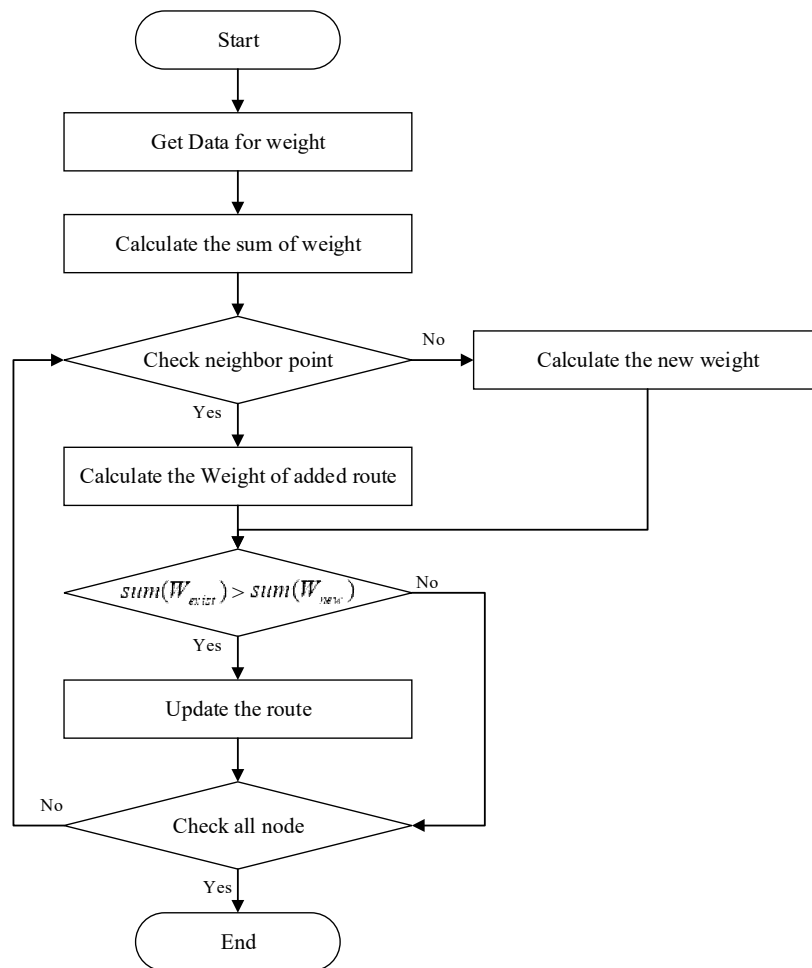 Start
Get Data for weight
Calculate the sum of weight
Check neighbor point
No
Calculate the new weight
Yes
Calculate the Weight of added route
sum(W_exist) > sum(W_new)
No
Yes
Update the route
No
Check all node
Yes
End